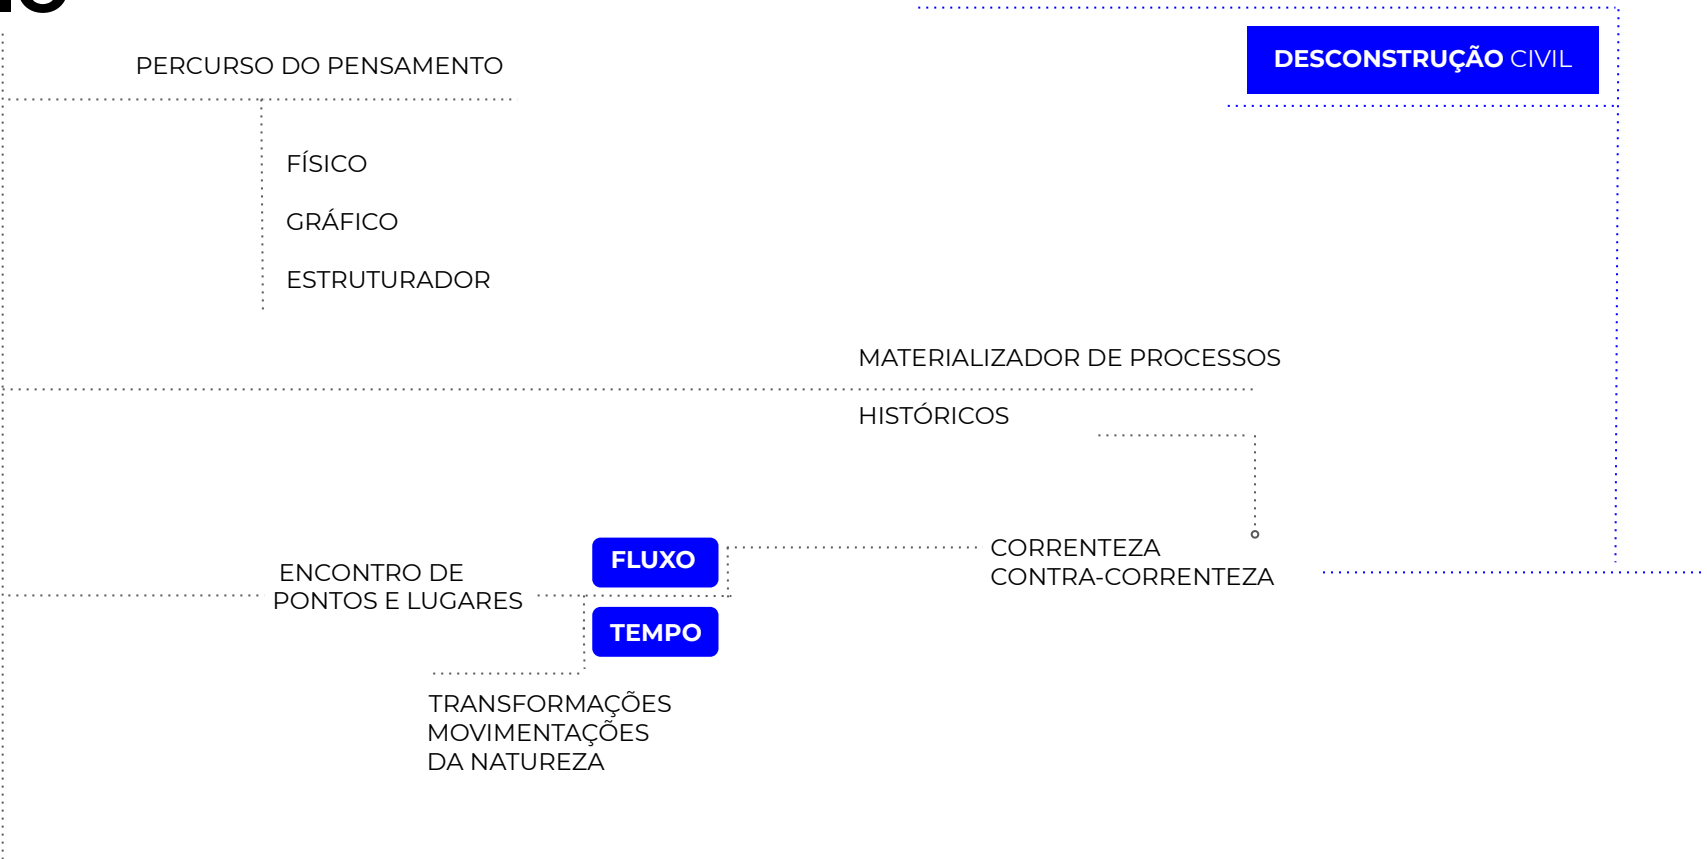 PERCURSO DO PENSAMENTO
DESCONSTRUÇÃO CIVIL
FÍSICO
GRÁFICO
ESTRUTURADOR
MATERIALIZADOR DE PROCESSOS
HISTÓRICOS
ENCONTRO DE
PONTOS E LUGARES
FLUXO
TEMPO
CORRENTEZA
CONTRA-CORRENTEZA
TRANSFORMAÇÕES
MOVIMENTAÇÕES
DA NATUREZA